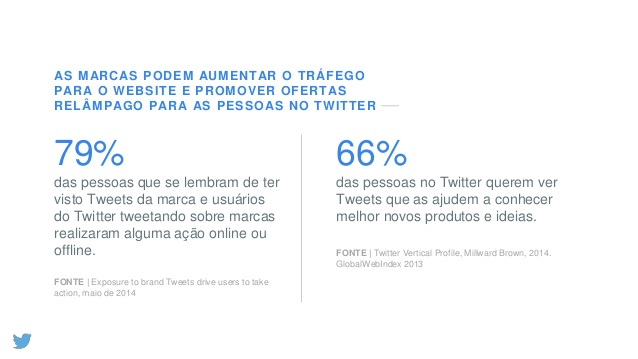 AS MARCAS PODEM AUMENTAR O TRÁFEGO
PARA O WEBSITE E PROMOVER OFERTAS
RELÂMPAGO PARA AS PESSOAS NO TWITTER
79%
das pessoas que se lembram de ter
visto Tweets da marca e usuários
do Twitter tweetando sobre marcas
realizaram alguma ação online ou
offline.
FONTE | Exposure to brand Tweets drive users to take
action, maio de 2014
66%
das pessoas no Twitter querem ver
Tweets que as ajudem a conhecer
melhor novos produtos e ideias.
FONTE | Twitter Vertical Profile, Millward Brown, 2014.
GlobalWebIndex 2013